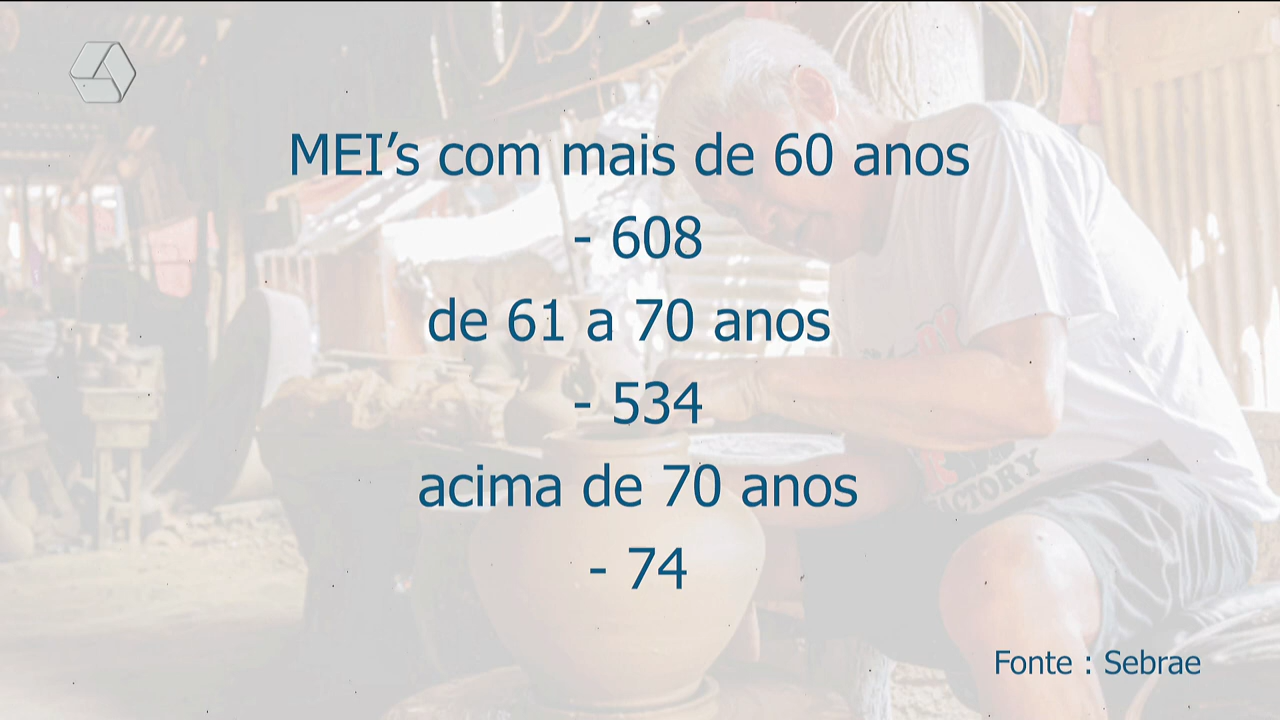 MEI’s com mais de 60 anos
- 608
de 61 a 70 anos
- 534
acima de 70 anos
- 74
CTORY
Fonte : Sebrae